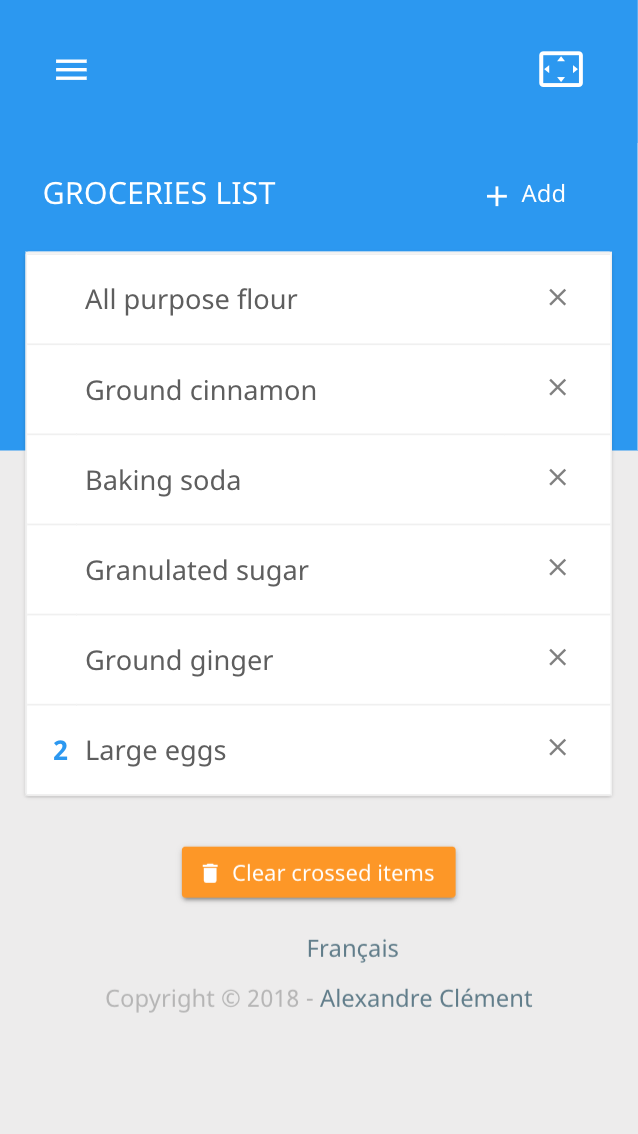 GROCERIES LIST
Add
All purpose flour
Ground cinnamon
Baking soda
Granulated sugar
Ground ginger
2 Large eggs
Clear crossed items
Français
Copyright © 2018 - Alexandre Clément